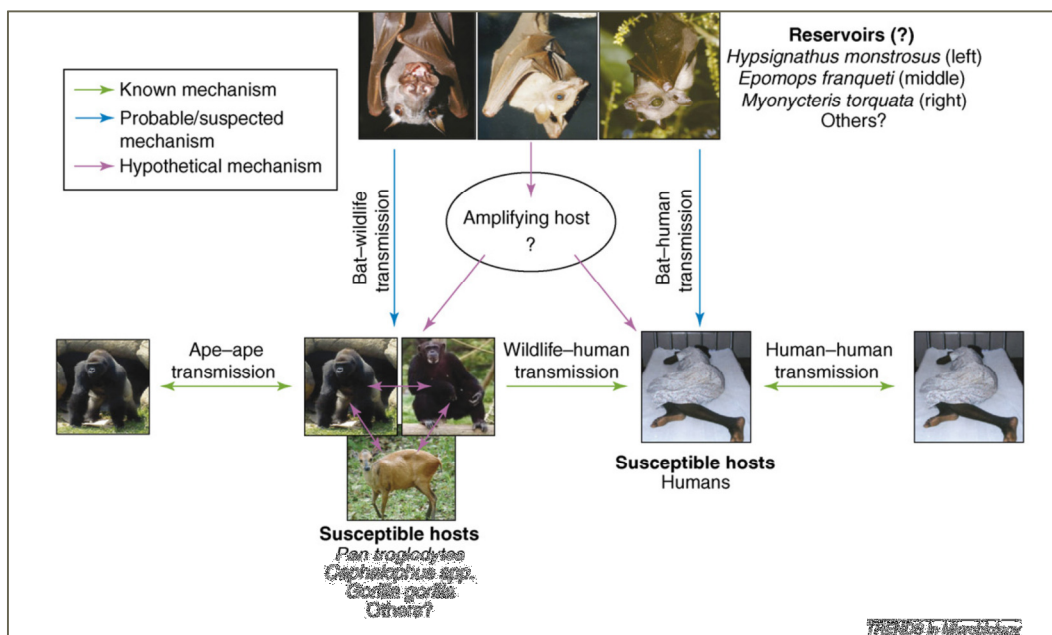 Reservoirs (?)
Hypsignathus monstrosus (left)
Epomops franqueti (middle)
Myonycteris torquata (right)
Others?
Known mechanism
Probable/suspected
mechanism
Hypothetical mechanism
Bat–wildlife
transmission
Amplifying host
?
Bat–human
transmission
Ape–ape
transmission
Wildlife–human
transmission
Human–human
transmission
Susceptible hosts
Humans
Susceptible hosts
Pan troglodytes
Cephalophus spp.
Gorilla gorilla
Others?
TRENDS in Microbiology